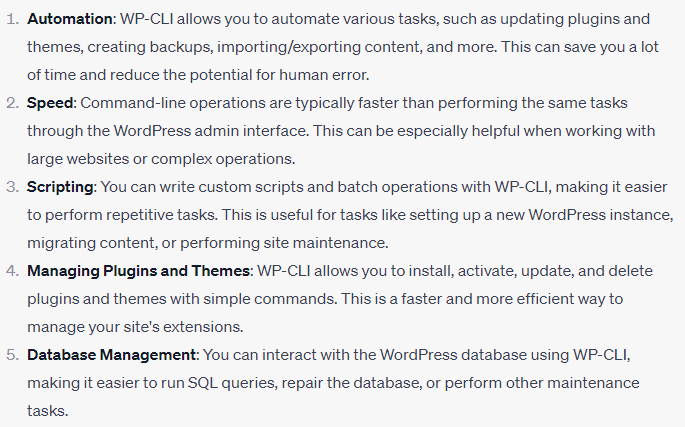 1. Automation: WP-CLI allows you to automate various tasks, such as updating plugins and
themes, creating backups, importing/exporting content, and more. This can save you a lot
of time and reduce the potential for human error.
2. Speed: Command-line operations are typically faster than performing the same tasks
through the WordPress admin interface. This can be especially helpful when working with
large websites or complex operations.
3. Scripting: You can write custom scripts and batch operations with WP-CLI, making it easier
to perform repetitive tasks. This is useful for tasks like setting up a new WordPress instance,
migrating content, or performing site maintenance.
4. Managing Plugins and Themes: WP-CLI allows you to install, activate, update, and delete
plugins and themes with simple commands. This is a faster and more efficient way to
manage your site's extensions.
5. Database Management: You can interact with the WordPress database using WP-CLI,
making it easier to run SQL queries, repair the database, or perform other maintenance
tasks.